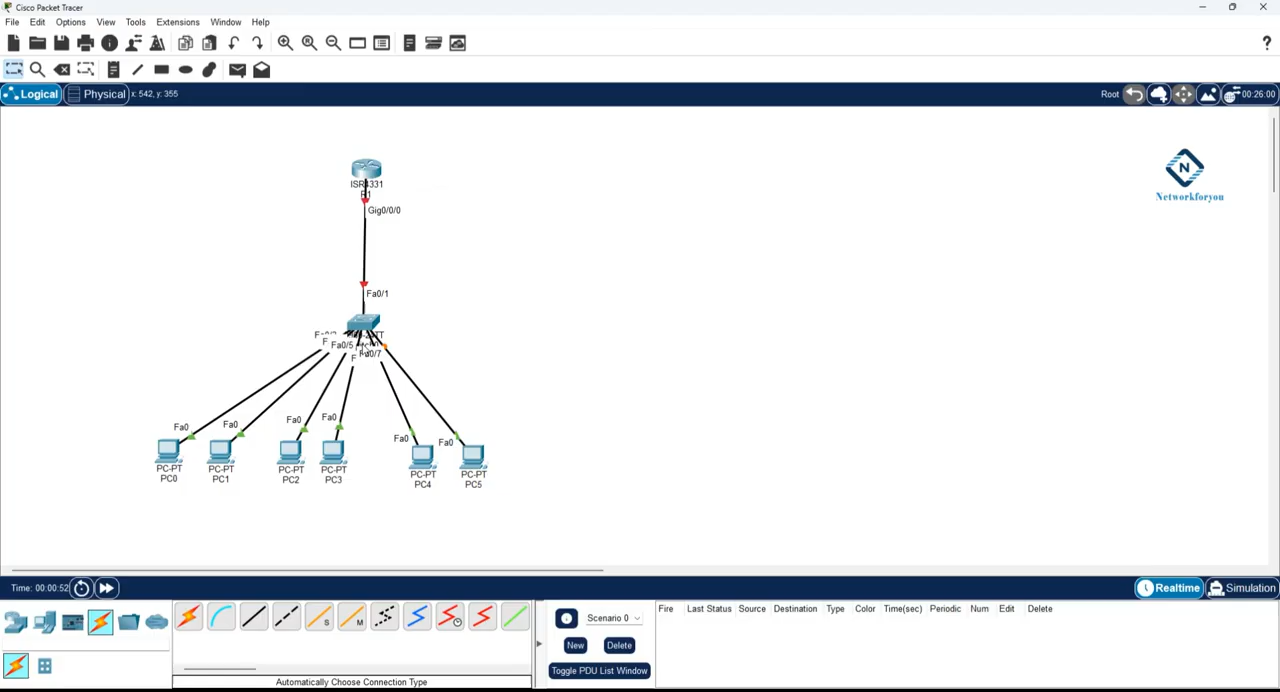 Cisco Packet Tracer
File Edit Options View Tools Extensions Window Help
?
Logical Physical x: 542, y: 355
Root 00:26:00
N
Networkforyou
ISR4331
R1
Gig0/0/0
Fa0/1
Fa0/5
Fa0/7
Fa0 Fa0 Fa0 Fa0 Fa0 Fa0
PC-PT PC-PT PC-PT PC-PT PC-PT PC-PT
PC0 PC1 PC2 PC3 PC4 PC5
Time: 00:00:52
Realtime Simulation
S M
Automatically Choose Connection Type
Scenario 0
New Delete
Toggle PDU List Window
Fire Last Status Source Destination Type Color Time(sec) Periodic Num Edit Delete